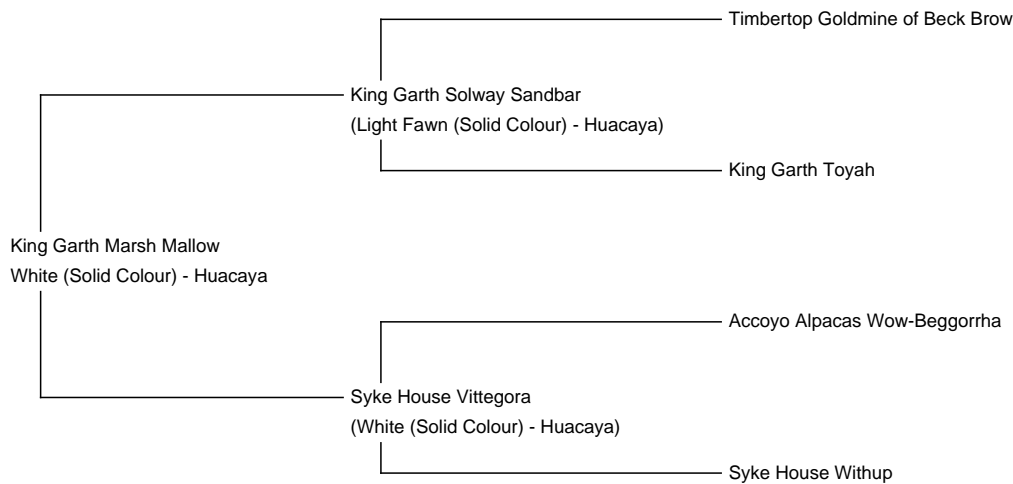 Timbertop Goldmine of Beck Brow
King Garth Solway Sandbar
(Light Fawn (Solid Colour) - Huacaya)
King Garth Toyah
King Garth Marsh Mallow
White (Solid Colour) - Huacaya
Accoyo Alpacas Wow-Beggorrha
Syke House Vittegora
(White (Solid Colour) - Huacaya)
Syke House Withup